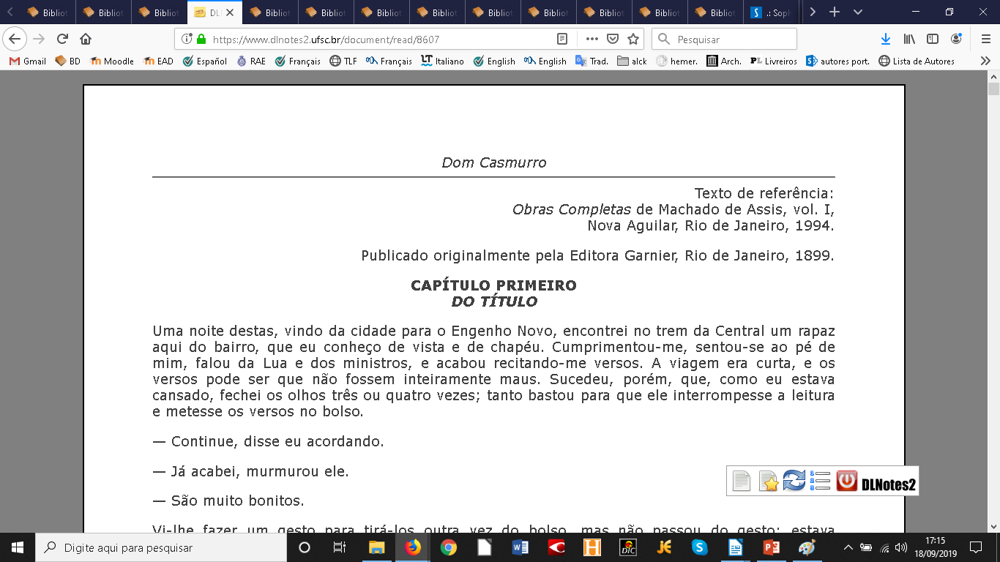 Bibliot Bibliot Bibliot DL Bibliot Bibliot Bibliot Bibliot Bibliot Bibliot Bibliot Bibliot Bibliot .: Soph
https://www.dlnotes2.ufsc.br/document/read/8607 Pesquisar
Gmail BD Moodle EAD Español RAE Français TLF Français Italiano English English Trad. alck hemer. Arch. Livreiros autores port. Lista de Autores
Dom Casmurro
Texto de referência:
Obras Completas de Machado de Assis, vol. I,
Nova Aguilar, Rio de Janeiro, 1994.
Publicado originalmente pela Editora Garnier, Rio de Janeiro, 1899.
CAPÍTULO PRIMEIRO
DO TÍTULO
Uma noite destas, vindo da cidade para o Engenho Novo, encontrei no trem da Central um rapaz
aqui do bairro, que eu conheço de vista e de chapéu. Cumprimentou-me, sentou-se ao pé de
mim, falou da Lua e dos ministros, e acabou recitando-me versos. A viagem era curta, e os
versos pode ser que não fossem inteiramente maus. Sucedeu, porém, que, como eu estava
cansado, fechei os olhos três ou quatro vezes; tanto bastou para que ele interrompesse a leitura
e metesse os versos no bolso.
— Continue, disse eu acordando.
— Já acabei, murmurou ele.
— São muito bonitos.
DLNotes2
Vi-lhe fazer um gesto para tirá-los outra vez do bolso, mas não passou do gesto; estava
Digite aqui para pesquisar
17:15
18/09/2019